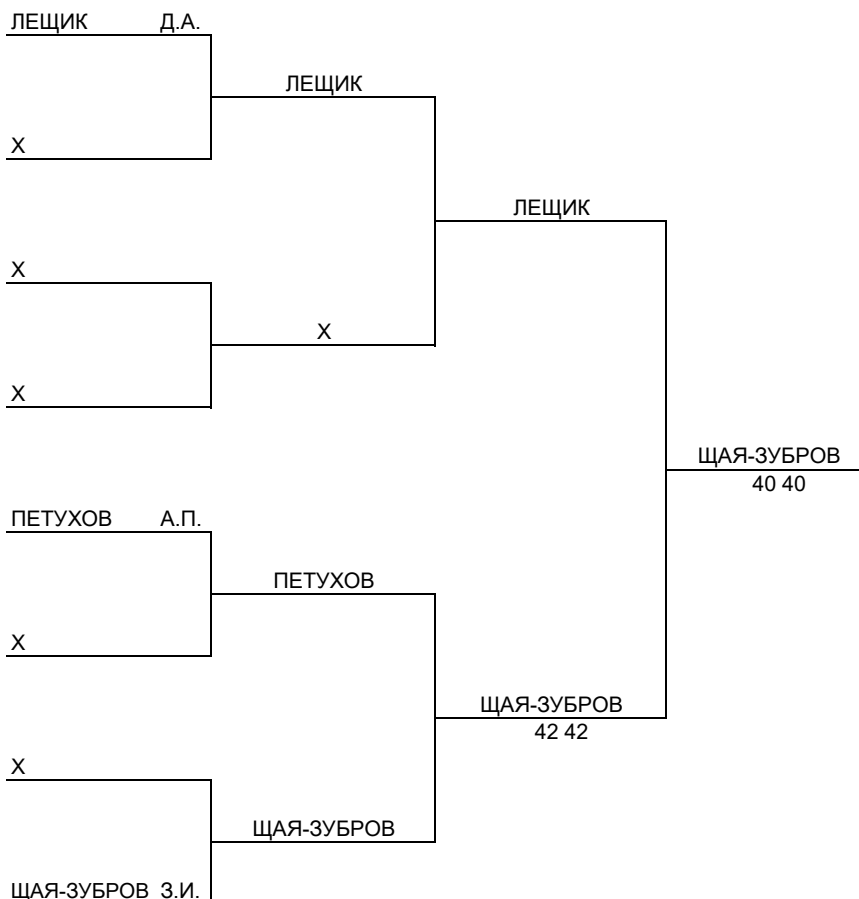 ЛЕЩИК Д.А.
ЛЕЩИК
X
ЛЕЩИК
X
X
X
ЩАЯ-ЗУБРОВ
40 40
ПЕТУХОВ А.П.
ПЕТУХОВ
X
ЩАЯ-ЗУБРОВ
42 42
X
ЩАЯ-ЗУБРОВ
ЩАЯ-ЗУБРОВ З.И.